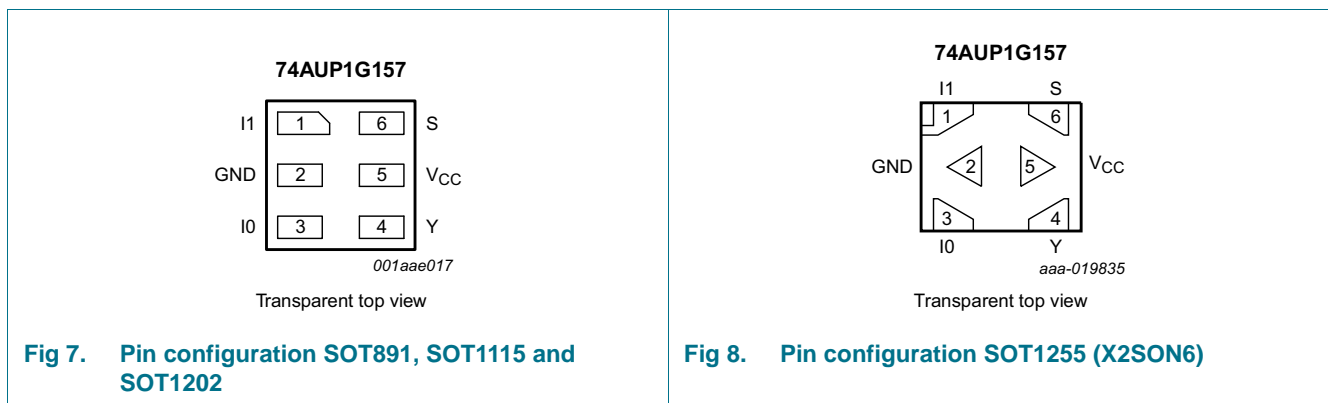 74AUP1G157
I1 1 6 S
GND 2 5 VCC
I0 3 4 Y
001aae017
Transparent top view
Fig 7. Pin configuration SOT891, SOT1115 and
SOT1202
74AUP1G157
I1 S
1 6
GND 2 5 VCC
3 4
I0 Y
aaa-019835
Transparent top view
Fig 8. Pin configuration SOT1255 (X2SON6)